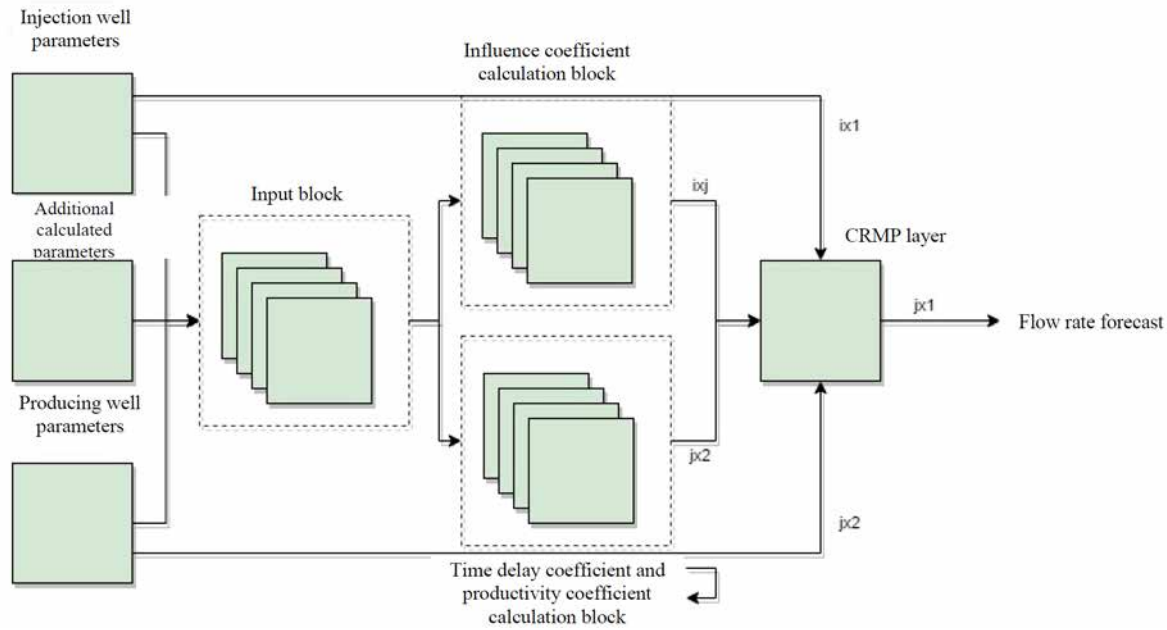 Injection well
parameters
Influence coefficient
calculation block
ix1
Additional
calculated
parameters
Input block
ixj
CRMP layer
jx1
Flow rate forecast
Producing well
parameters
jx2
jx2
Time delay coefficient and
productivity coefficient
calculation block